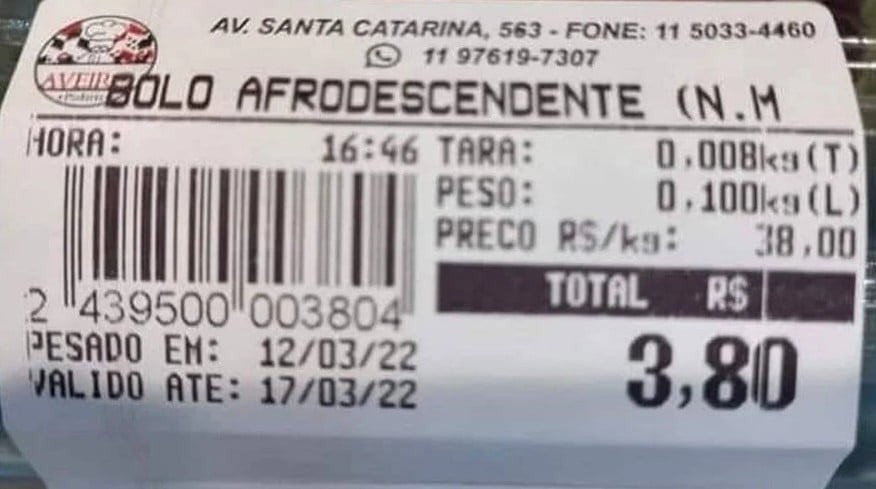 AV. SANTA CATARINA, 563 - FONE: 11 5033-4460
11 97619-7307
BOLO AFRODESCENDENTE (N.M
HORA: 16:46
TARA: 0,008kg(T)
PESO: 0,100kg(L)
PRECO R$/kg: 38,00
TOTAL R$
3,80
2 439500 003804
PESADO EM: 12/03/22
VALIDO ATE: 17/03/22